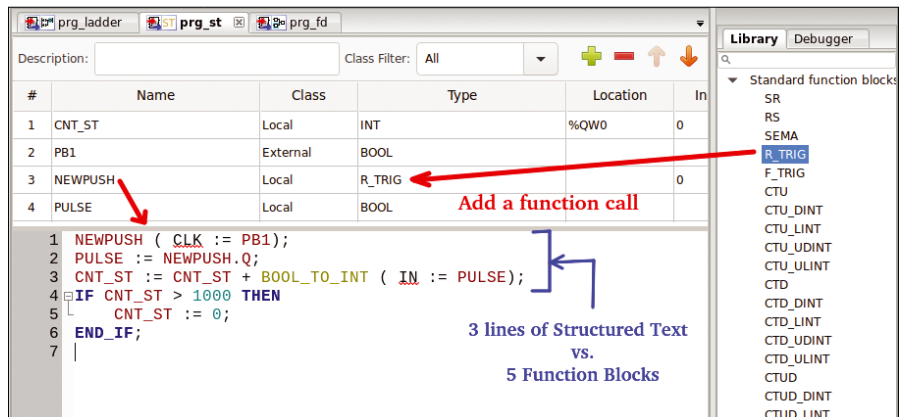 prg_ladder ST prg_st prg_fd
Description: Class Filter: All
# Name Class Type Location In
1 CNT_ST Local INT %QW0 0
2 PB1 External BOOL
3 NEWPUSH Local R_TRIG 0
4 PULSE Local BOOL
Add a function call
1 NEWPUSH ( CLK := PB1);
2 PULSE := NEWPUSH.Q;
3 CNT_ST := CNT_ST + BOOL_TO_INT ( IN := PULSE);
4 IF CNT_ST > 1000 THEN
5 CNT_ST := 0;
6 END_IF;
7
3 lines of Structured Text
vs.
5 Function Blocks
Library Debugger
Standard function blocks
SR
RS
SEMA
R_TRIG
F_TRIG
CTU
CTU_DINT
CTU_LINT
CTU_UDINT
CTU_ULINT
CTD
CTD_DINT
CTD_LINT
CTD_UDINT
CTD_ULINT
CTUD
CTUD_DINT
CTUD_LINT